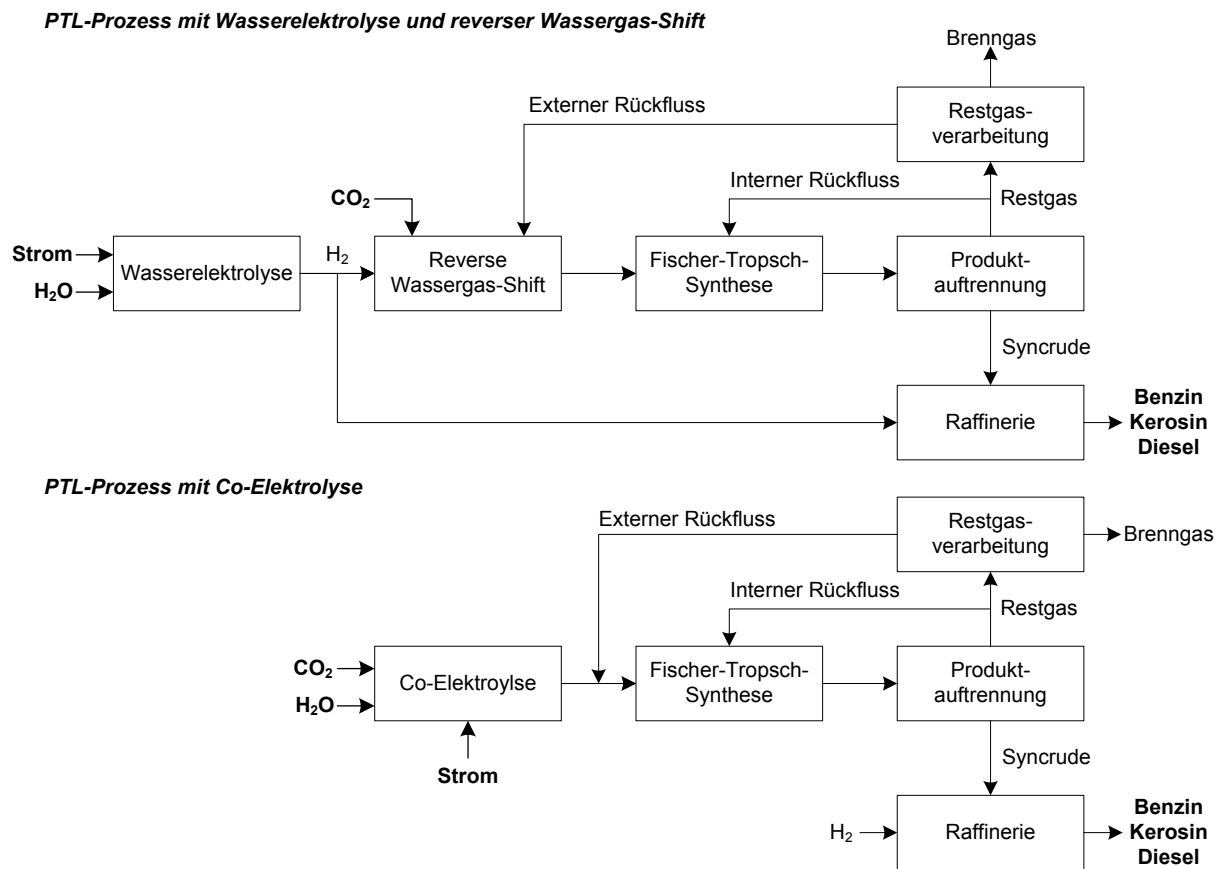 PTL-Prozess mit Wasserelektrolyse und reverser Wassergas-Shift
Brenngas
Externer Rückfluss
Restgas-
verarbeitung
Interner Rückfluss
Restgas
CO₂
Strom
H₂O
Wasserelektrolyse
H₂
Reverse
Wassergas-Shift
Fischer-Tropsch-
Synthese
Produkt-
auftrennung
Syncrude
Raffinerie
Benzin
Kerosin
Diesel
PTL-Prozess mit Co-Elektrolyse
Externer Rückfluss
Restgas-
verarbeitung
Brenngas
Interner Rückfluss
Restgas
CO₂
H₂O
Co-Elektroylse
Strom
Fischer-Tropsch-
Synthese
Produkt-
auftrennung
Syncrude
H₂
Raffinerie
Benzin
Kerosin
Diesel